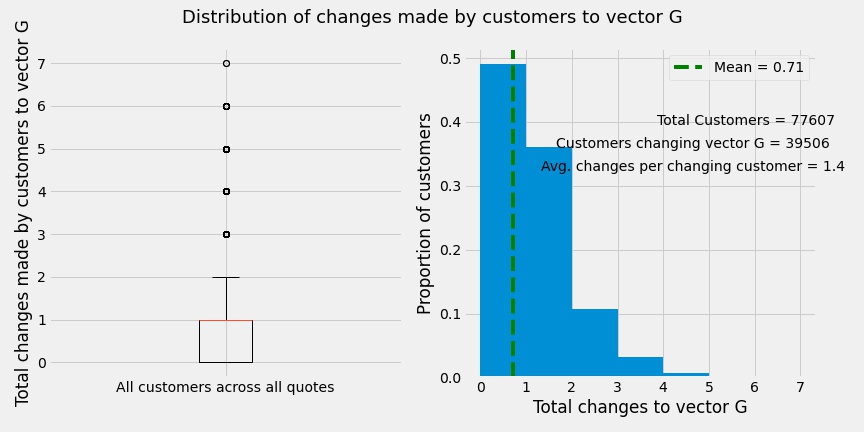 Distribution of changes made by customers to vector G
Total changes made by customers to vector G
7
6
5
4
3
2
1
0
All customers across all quotes
Proportion of customers
0.5
0.4
0.3
0.2
0.1
0.0
Mean = 0.71
Total Customers = 77607
Customers changing vector G = 39506
Avg. changes per changing customer = 1.4
0 1 2 3 4 5 6 7
Total changes to vector G